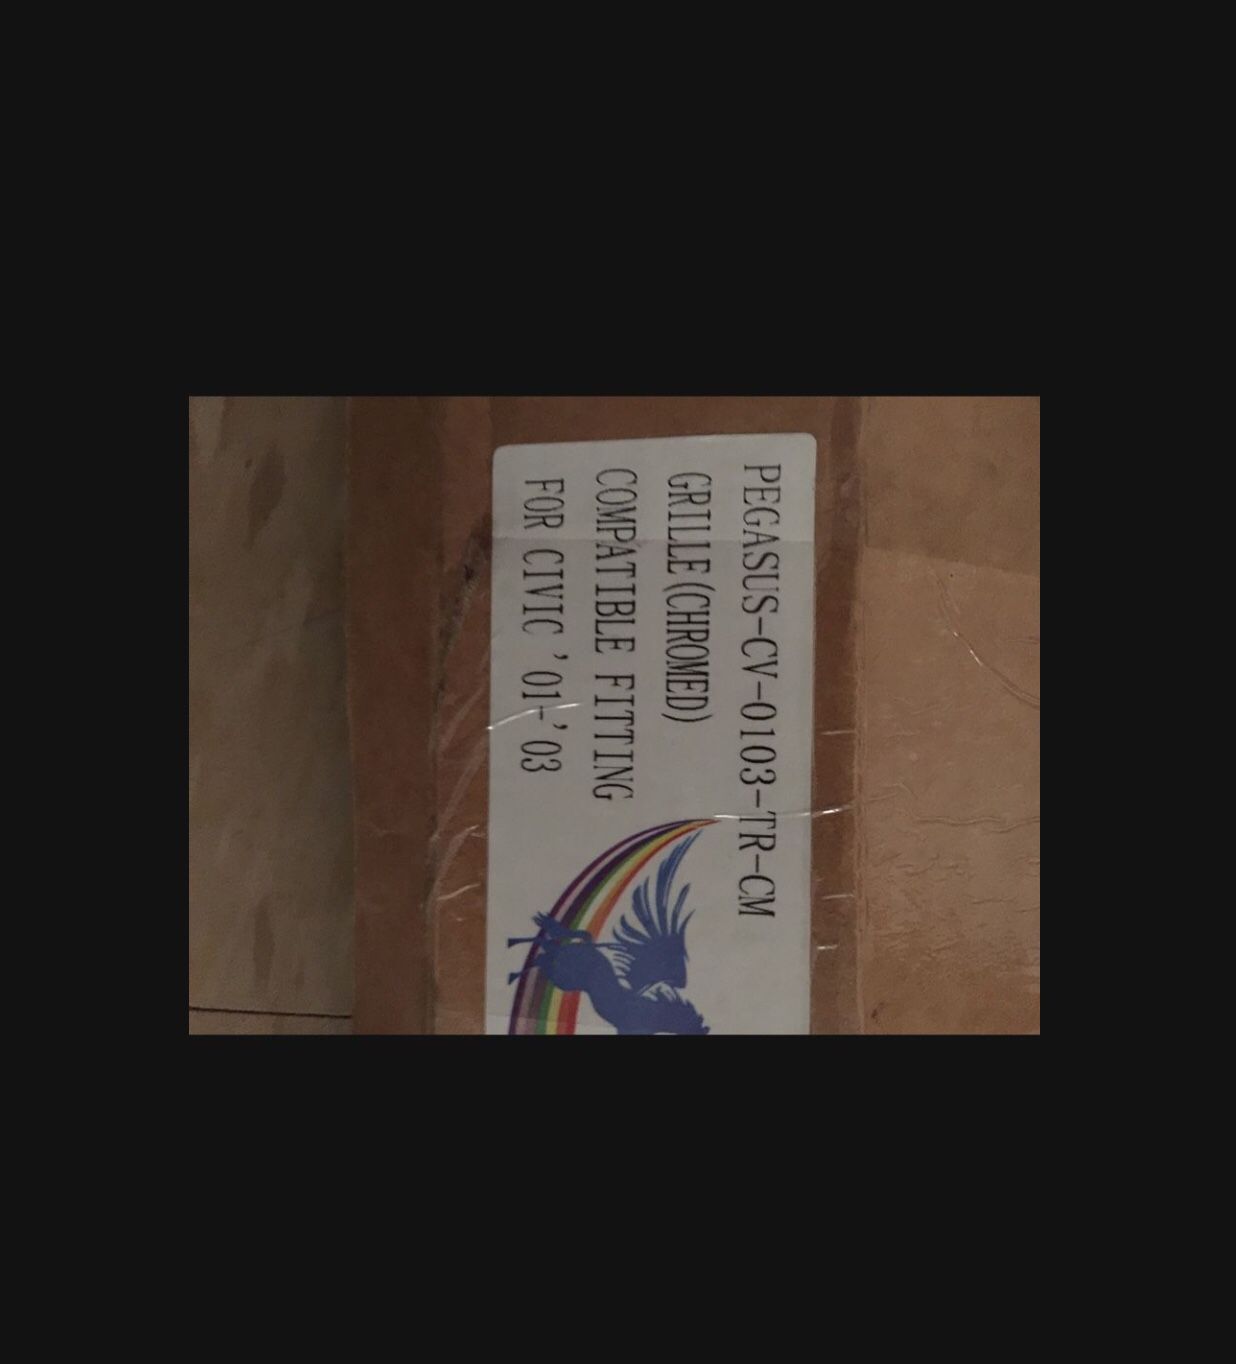 PEGASUS-CV-0103-TR-CM
GRILLE(CHROMED)
COMPATIBLE FITTING
FOR CIVIC '01-'03